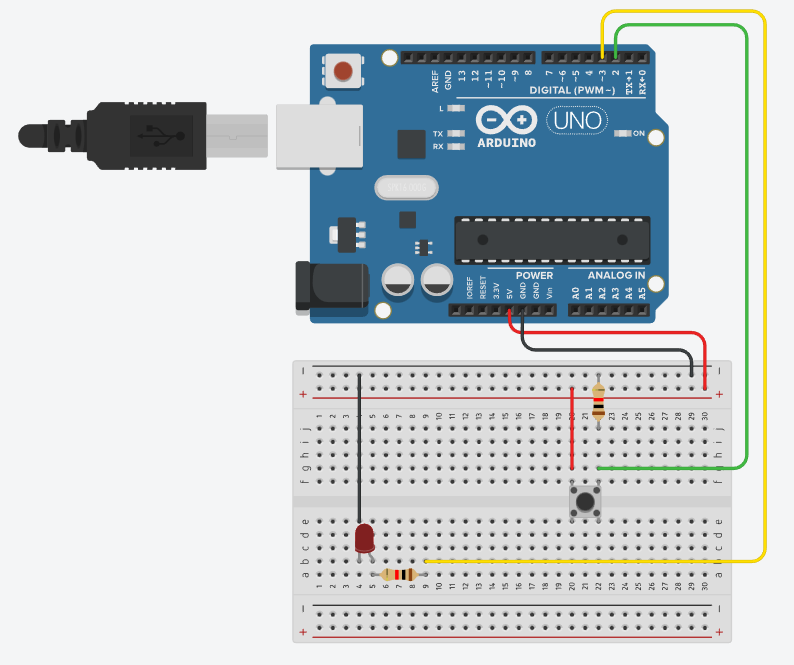 AREF
GND
13
12
~11
~10
~9
8
7
~6
~5
4
~3
2
TX→1
RX←0
DIGITAL (PWM~)
L
TX
RX
ARDUINO
UNO
ON
POWER
ANALOG IN
IOREF
RESET
3.3V
5V
GND
GND
Vin
A0
A1
A2
A3
A4
A5
1 2 3 4 5 6 7 8 9 10 11 12 13 14 15 16 17 18 19 20 21 22 23 24 25 26 27 28 29 30
j j
i i
h h
g g
f f
e e
d d
c c
b b
a a
1 2 3 4 5 6 7 8 9 10 11 12 13 14 15 16 17 18 19 20 21 22 23 24 25 26 27 28 29 30